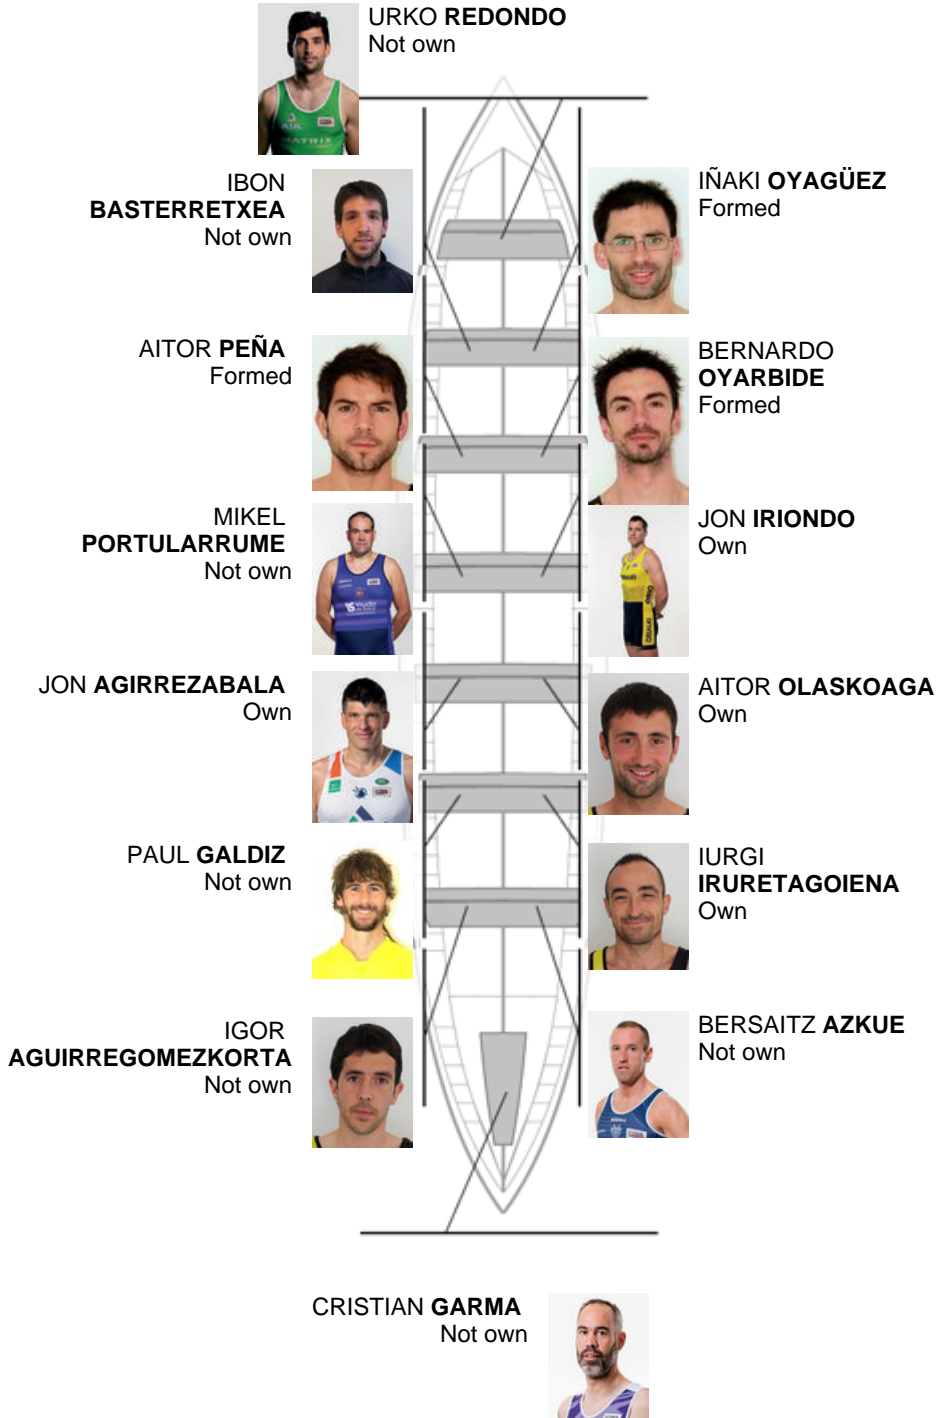 URKO REDONDO
Not own
IBON
BASTERRETXEA
Not own
IÑAKI OYAGÜEZ
Formed
AITOR PEÑA
Formed
BERNARDO
OYARBIDE
Formed
MIKEL
PORTULARRUME
Not own
JON IRIONDO
Own
JON AGIRREZABALA
Own
AITOR OLASKOAGA
Own
PAUL GALDIZ
Not own
IURGI
IRURETAGOIENA
Own
IGOR
AGUIRREGOMEZKORTA
Not own
BERSAITZ AZKUE
Not own
CRISTIAN GARMA
Not own